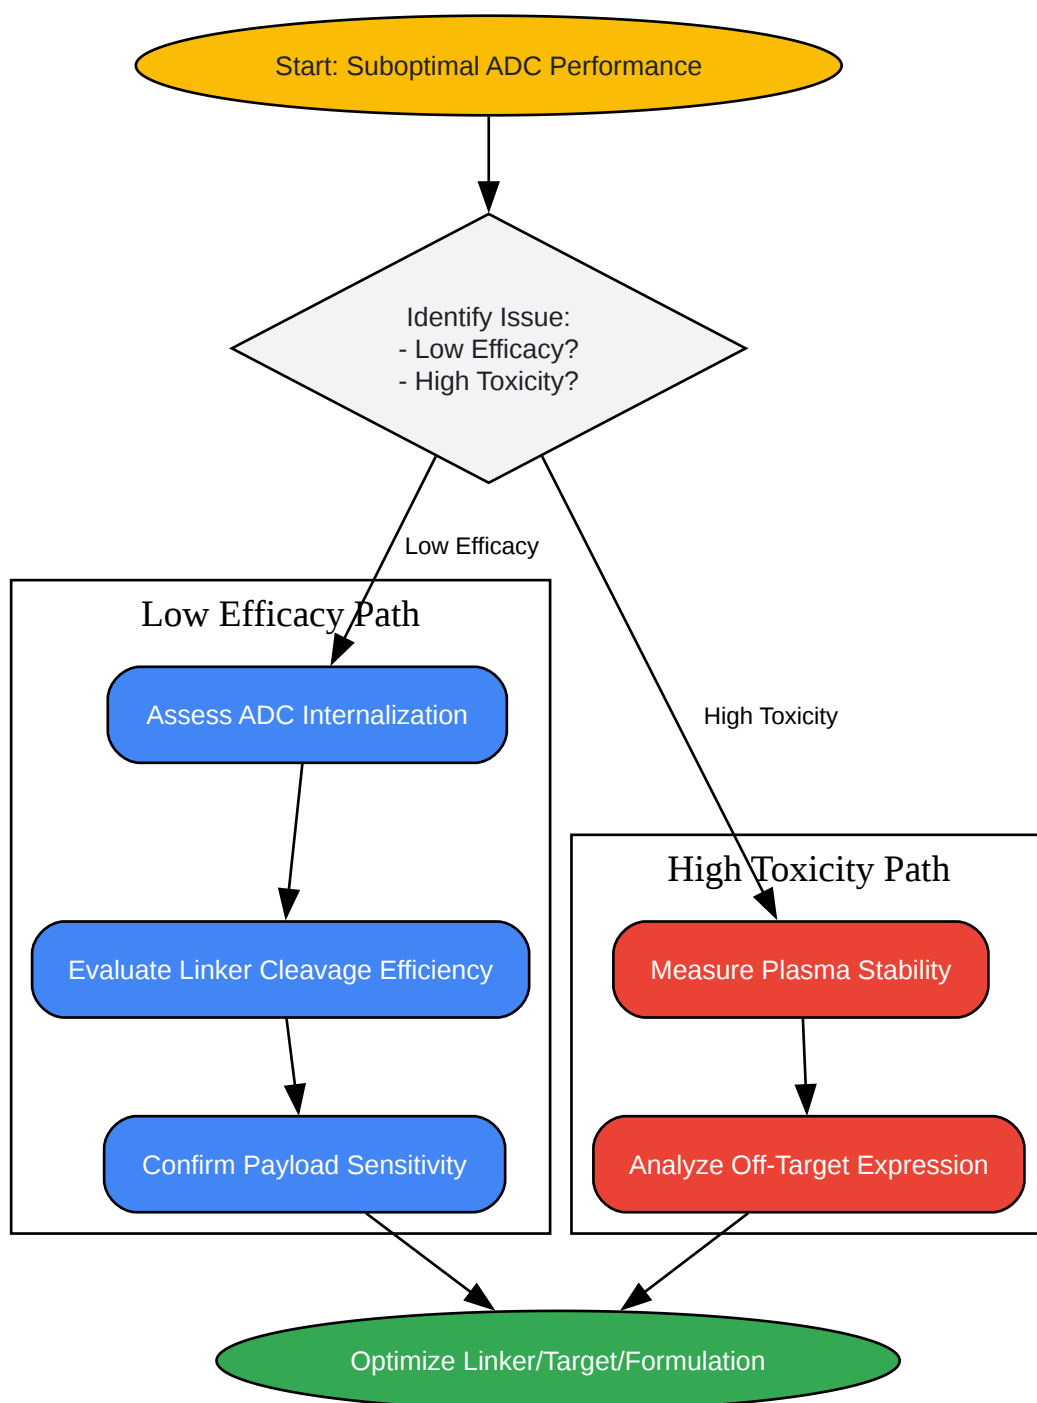 Start: Suboptimal ADC Performance
Identify Issue:
- Low Efficacy?
- High Toxicity?
Low Efficacy
Low Efficacy Path
Assess ADC Internalization
High Toxicity
High Toxicity Path
Evaluate Linker Cleavage Efficiency
Measure Plasma Stability
Confirm Payload Sensitivity
Analyze Off-Target Expression
Optimize Linker/Target/Formulation